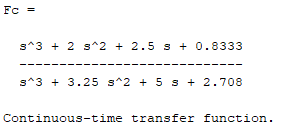 Fc =
s^3 + 2 s^2 + 2.5 s + 0.8333
----------------------------
s^3 + 3.25 s^2 + 5 s + 2.708
Continuous-time transfer function.